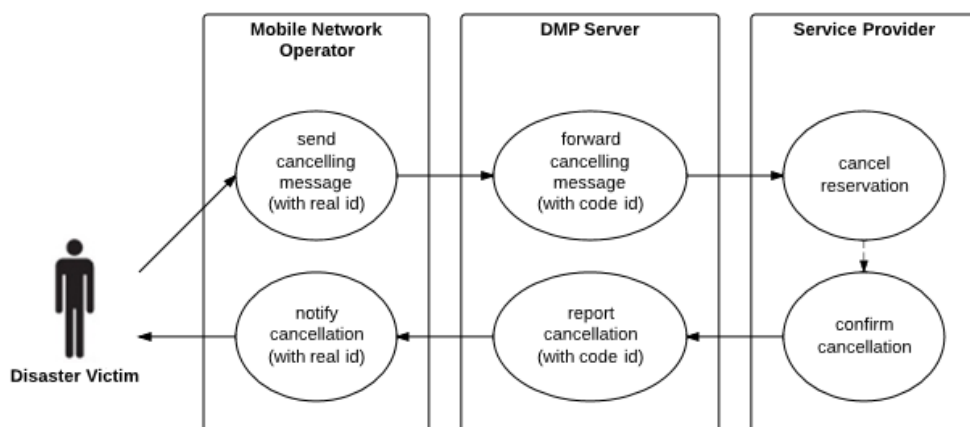 Mobile Network
Operator
DMP Server
Service Provider
send
cancelling
message
(with real id)
forward
cancelling
message
(with code id)
cancel
reservation
notify
cancellation
(with real id)
report
cancellation
(with code id)
confirm
cancellation
Disaster Victim